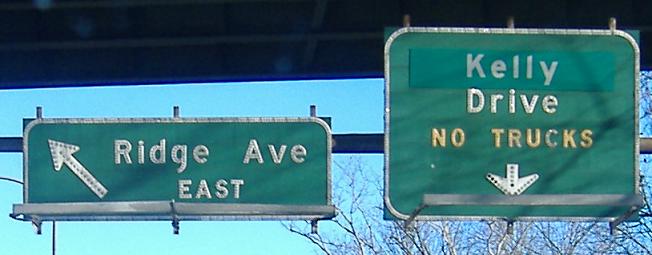 Ridge Ave
EAST
Kelly
Drive
NO TRUCKS